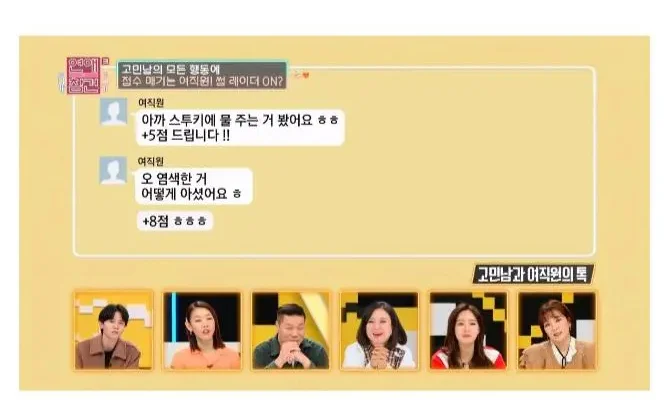 연애의
참견
고민남의 모든 행동에
점수 매기는 여직원! 썸 레이더 ON?
여직원
아까 스투키에 물 주는 거 봤어요 ㅎㅎ
+5점 드립니다 !!
여직원
오 염색한 거
어떻게 아셨어요 ㅎ
+8점 ㅎㅎㅎ
고민남과 여직원의 톡